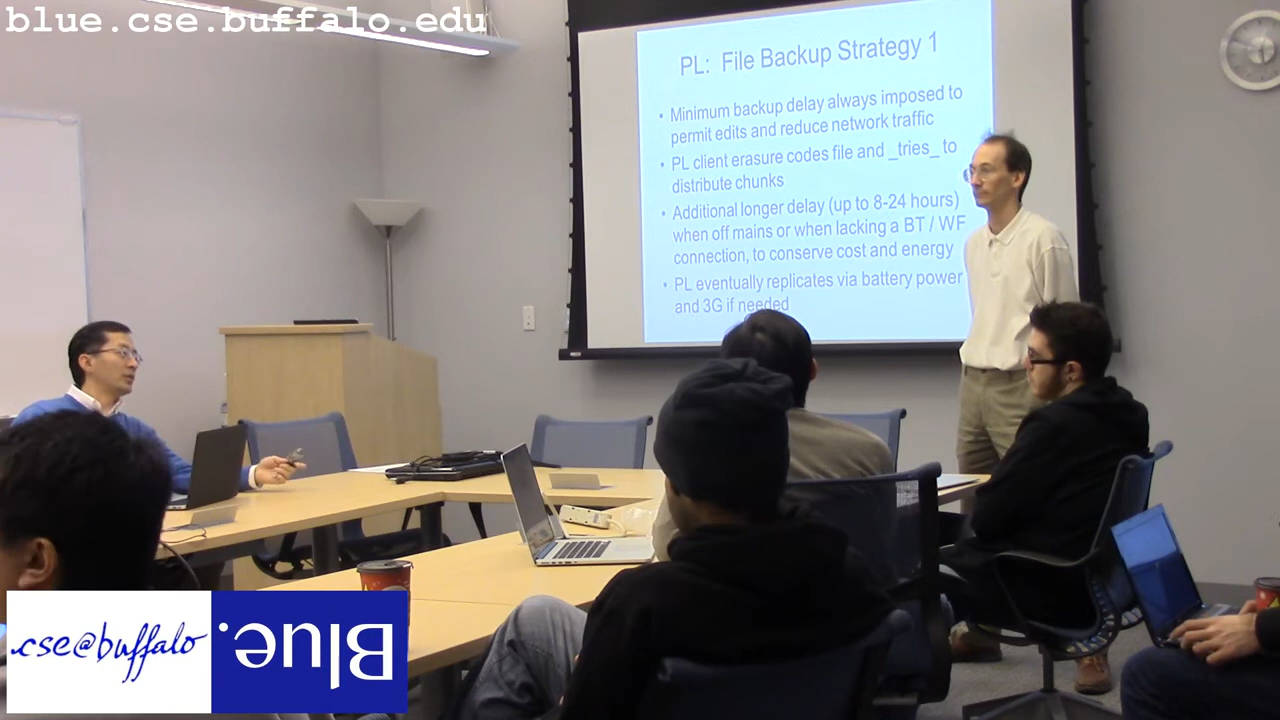 blue.cse.buffalo.edu
PL: File Backup Strategy 1
• Minimum backup delay always imposed to
permit edits and reduce network traffic
• PL client erasure codes file and _tries_ to
distribute chunks
• Additional longer delay (up to 8-24 hours)
when off mains or when lacking a BT / WF
connection, to conserve cost and energy
• PL eventually replicates via battery power
and 3G if needed
cse@buffalo
Blue.